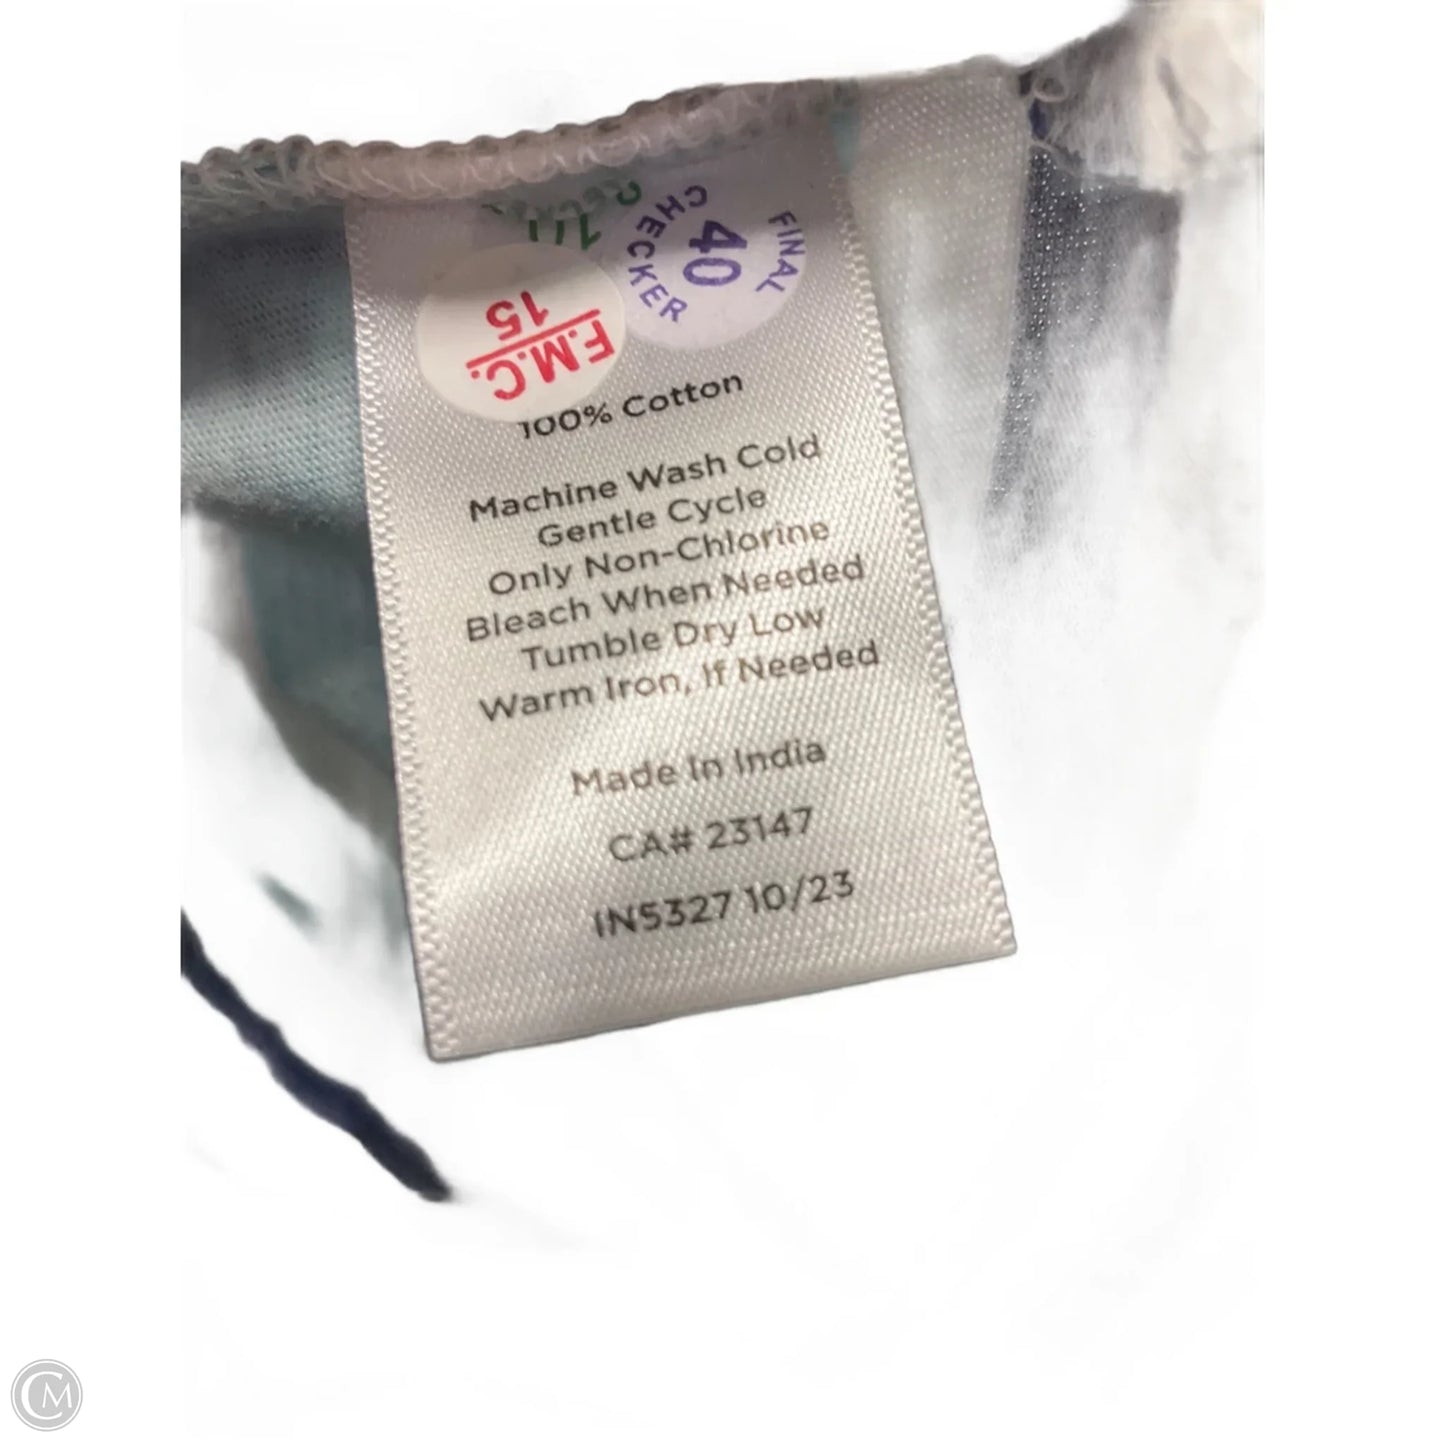 CHECKER
40
FINAL
F.M.C.
15
100% Cotton
Machine Wash Cold
Gentle Cycle
Only Non-Chlorine
Bleach When Needed
Tumble Dry Low
Warm Iron, If Needed
Made In India
CA# 23147
IN5327 10/23
CM